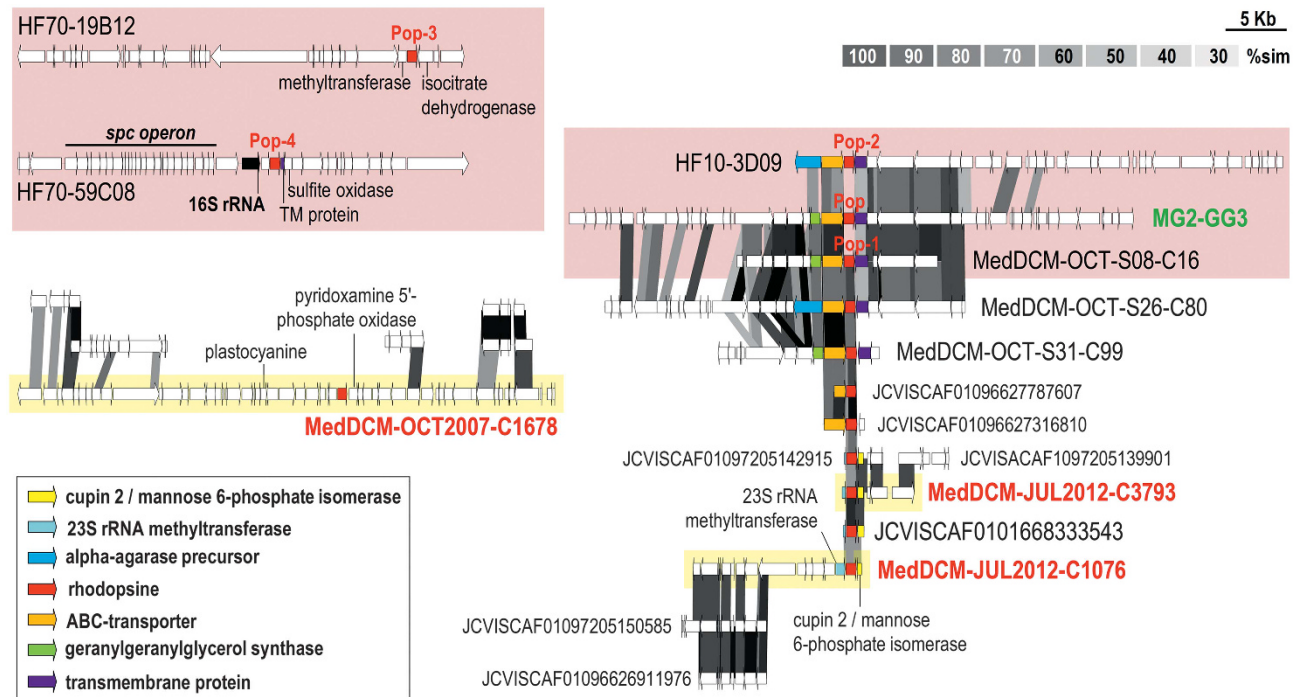 HF70-19B12
Pop-3
methyltransferase
isocitrate
dehydrogenase
spc operon
Pop-4
HF70-59C08
16S rRNA
sulfite oxidase
TM protein
5 Kb
100 90 80 70 60 50 40 30 %sim
Pop-2
HF10-3D09
Pop
MG2-GG3
Pop-1
MedDCM-OCT-S08-C16
MedDCM-OCT-S26-C80
MedDCM-OCT-S31-C99
JCVISCAF01096627787607
JCVISCAF01096627316810
JCVISCAF01097205142915
JCVISACAF1097205139901
23S rRNA
methyltransferase
MedDCM-JUL2012-C3793
JCVISCAF0101668333543
MedDCM-JUL2012-C1076
cupin 2 / mannose
6-phosphate isomerase
JCVISCAF01097205150585
JCVISCAF01096626911976
pyridoxamine 5'-
phosphate oxidase
plastocyanine
MedDCM-OCT2007-C1678
cupin 2 / mannose 6-phosphate isomerase
23S rRNA methyltransferase
alpha-agarase precursor
rhodopsine
ABC-transporter
geranylgeranylglycerol synthase
transmembrane protein